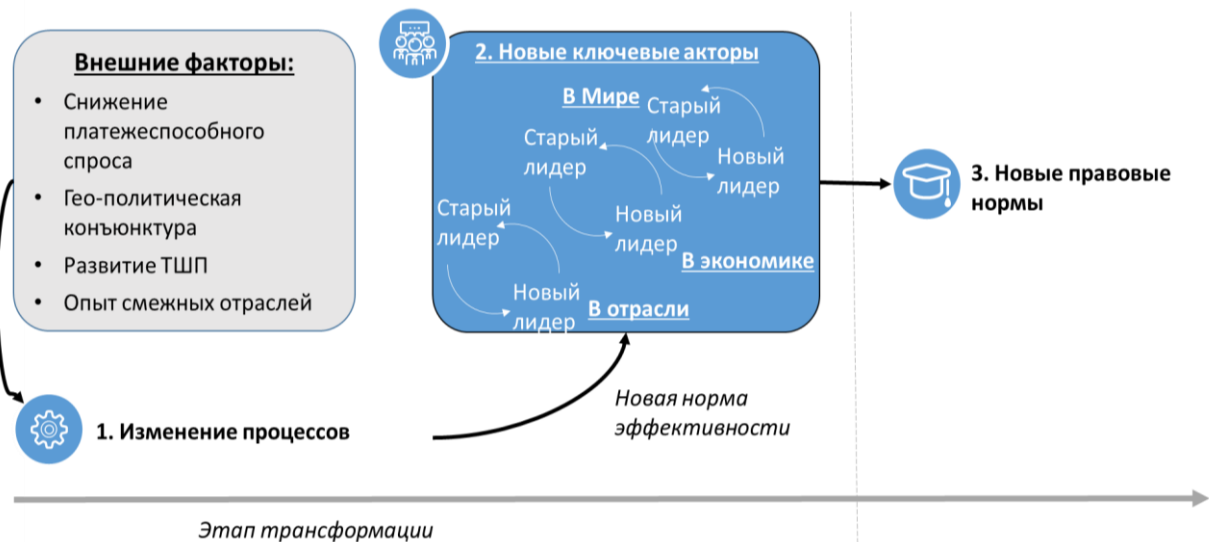 Внешние факторы:
• Снижение
платежеспособного
спроса
• Гео-политическая
конъюнктура
• Развитие ТШП
• Опыт смежных отраслей
1. Изменение процессов
2. Новые ключевые акторы
В Мире
Старый
лидер
Новый
лидер
Старый
лидер
Новый
лидер
В экономике
Старый
лидер
Новый
лидер
В отрасли
Новая норма
эффективности
3. Новые правовые
нормы
Этап трансформации